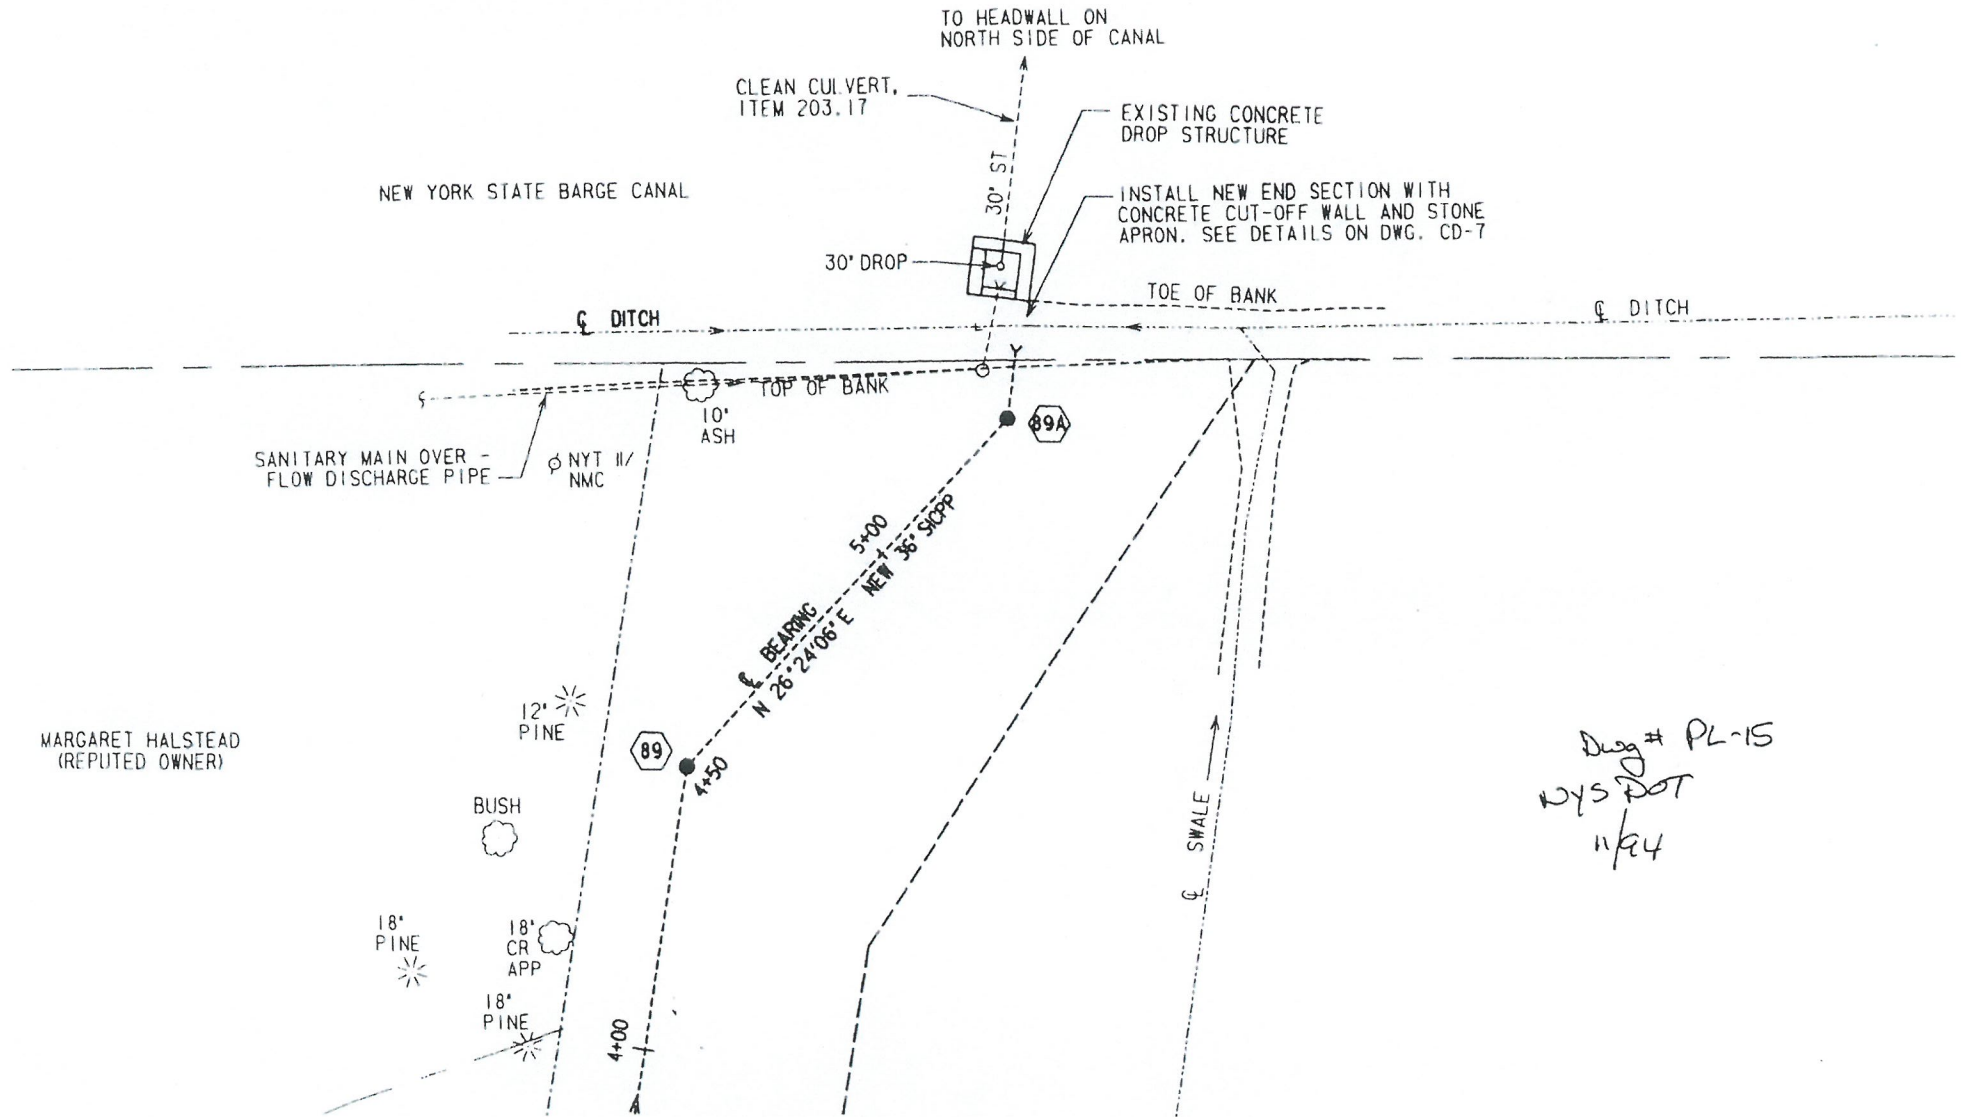 TO HEADWALL ON
NORTH SIDE OF CANAL
CLEAN CULVERT,
ITEM 203.17
EXISTING CONCRETE
DROP STRUCTURE
30" ST
NEW YORK STATE BARGE CANAL
INSTALL NEW END SECTION WITH
CONCRETE CUT-OFF WALL AND STONE
APRON. SEE DETAILS ON DWG. CD-7
30" DROP
TOE OF BANK
℄ DITCH
℄ DITCH
TOP OF BANK
10"
ASH
89A
SANITARY MAIN OVER -
FLOW DISCHARGE PIPE
NYT 11/
NMC
5+00
NEW 36" SICPP
℄ BEARING
N 26°24'06" E
12"
PINE
MARGARET HALSTEAD
(REPUTED OWNER)
89
4+50
Dwg # PL-15
NYS DOT
11/94
BUSH
℄ SWALE
18"
PINE
18"
CR
APP
18"
PINE
4+00